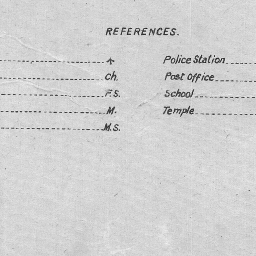 REFERENCES.
Ch. Police Station
Post Office
F.S. School
M. Temple
M.S.